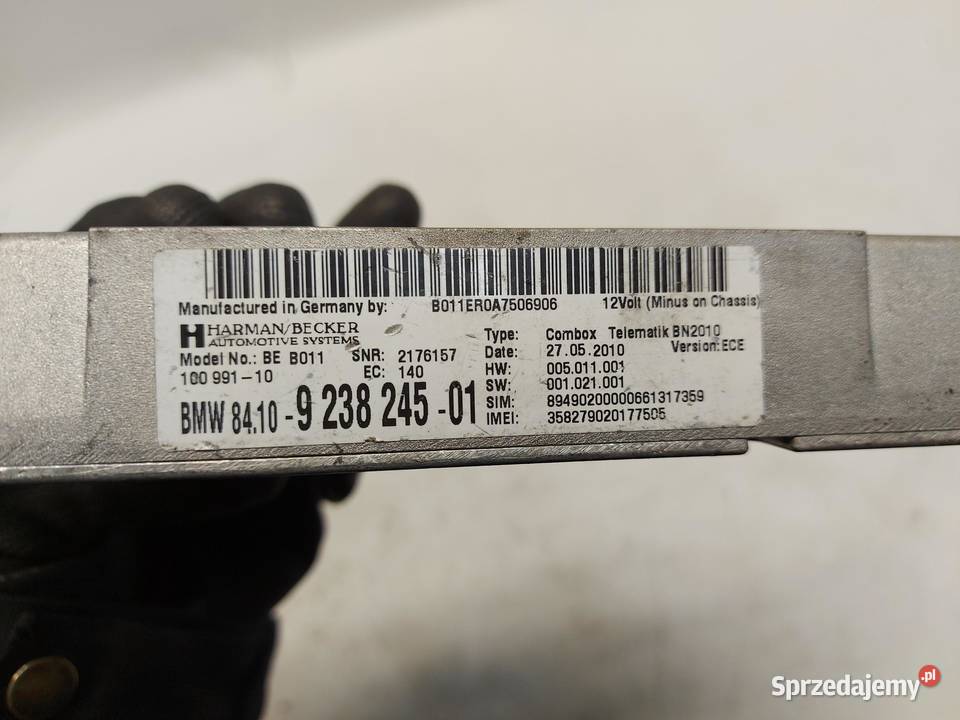 Manufactured in Germany by: B011ER0A7506906 12Volt (Minus on Chassis)
HARMAN/BECKER
AUTOMOTIVE SYSTEMS
Model No.: BE B011 SNR: 2176157
100 991-10 EC: 140
BMW 84.10 -9 238 245 -01
Type: Combox Telematik BN2010
Date: 27.05.2010 Version: ECE
HW: 005.011.001
SW: 001.021.001
SIM: 89490200000661317359
IMEI: 358279020177505
Sprzedajemy.pl